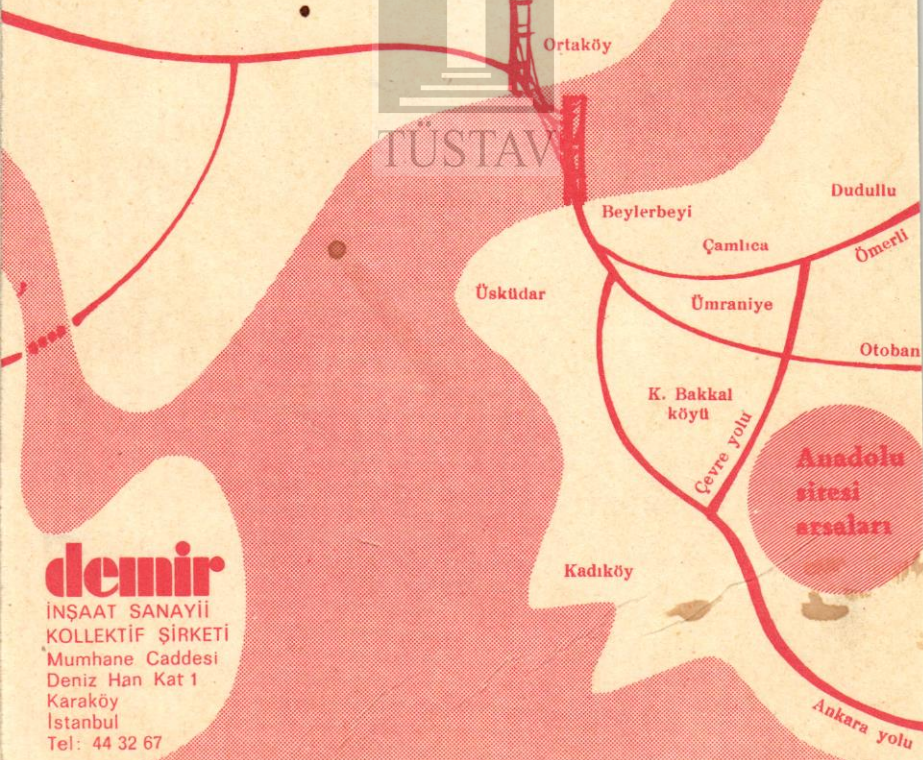 Ortaköy
TÜSTAV
Dudullu
Beylerbeyi
Çamlıca
Ömerli
Üsküdar
Ümraniye
Otoban
K. Bakkal
köyü
Çevre yolu
Anadolu
sitesi
arsaları
demir
İNŞAAT SANAYİİ
KOLLEKTİF ŞİRKETİ
Mumhane Caddesi
Deniz Han Kat 1
Karaköy
İstanbul
Tel: 44 32 67
Kadıköy
Ankara yolu